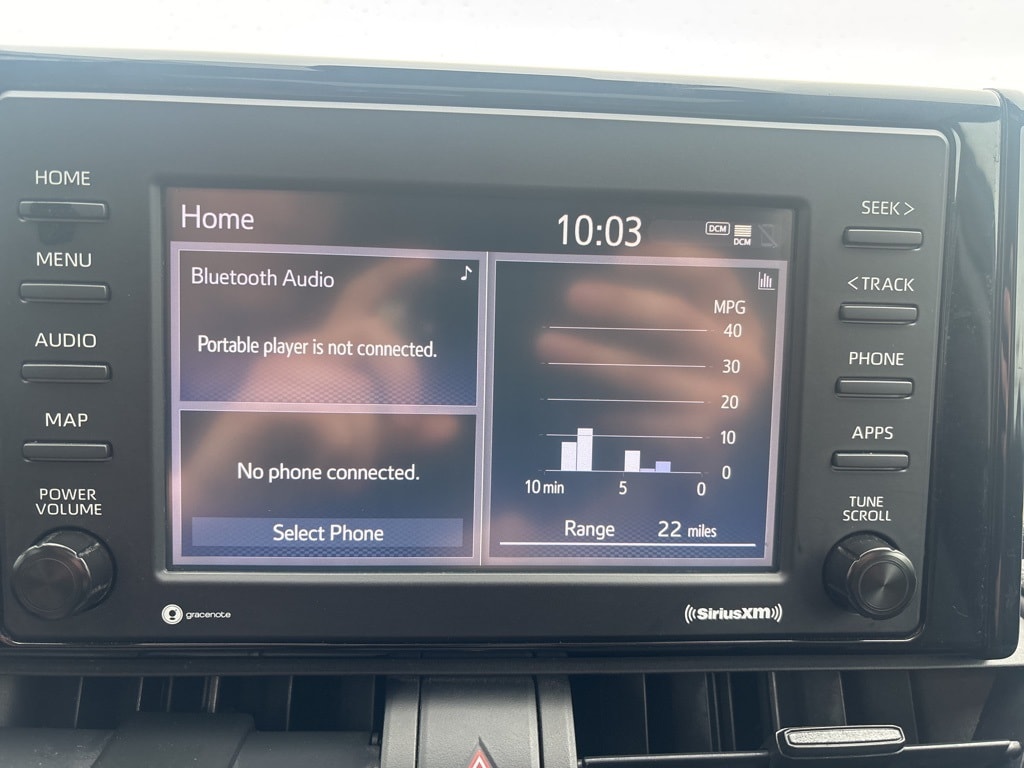 HOME
MENU
AUDIO
MAP
POWER
VOLUME
Home
10:03
DCM
DCM
Bluetooth Audio
Portable player is not connected.
No phone connected.
Select Phone
MPG
40
30
20
10
0
10 min 5 0
Range 22 miles
SEEK >
< TRACK
PHONE
APPS
TUNE
SCROLL
gracenote
((SiriusXM))